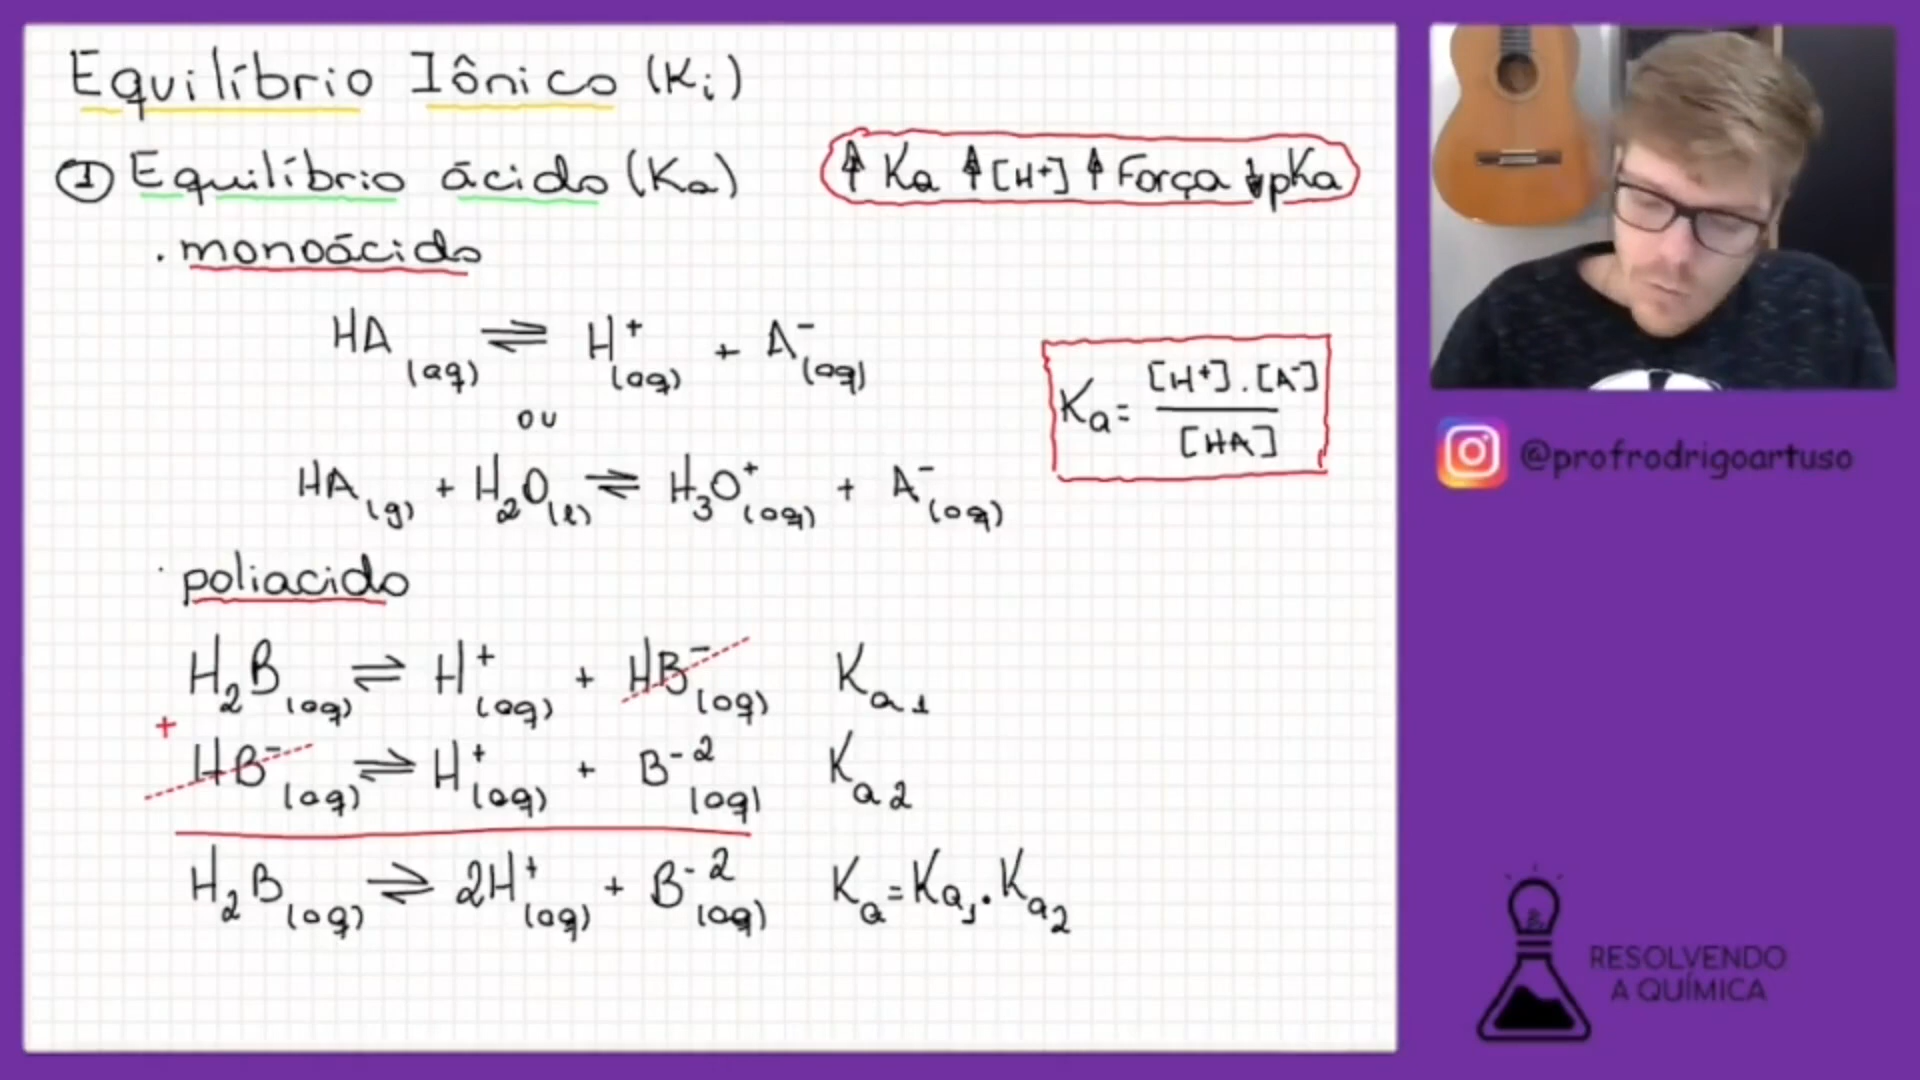 Equilíbrio Iônico (Ki)
① Equilíbrio ácido (Ka)
↑ Ka ↑ [H+] ↑ Força ↓ pKa
. monoácido
HA (aq) ⇌ H+ (aq) + A- (aq)
ou
Ka = [H+] . [A-]
[HA]
HA (g) + H2O (l) ⇌ H3O+ (aq) + A- (aq)
. poliacido
H2B (aq) ⇌ H+ (aq) + HB- (aq) Ka1
+
HB- (aq) ⇌ H+ (aq) + B-2 (aq) Ka2
H2B (aq) ⇌ 2H+ (aq) + B-2 (aq) Ka = Ka1 . Ka2
@profrodrigoartuso
RESOLVENDO
A QUÍMICA